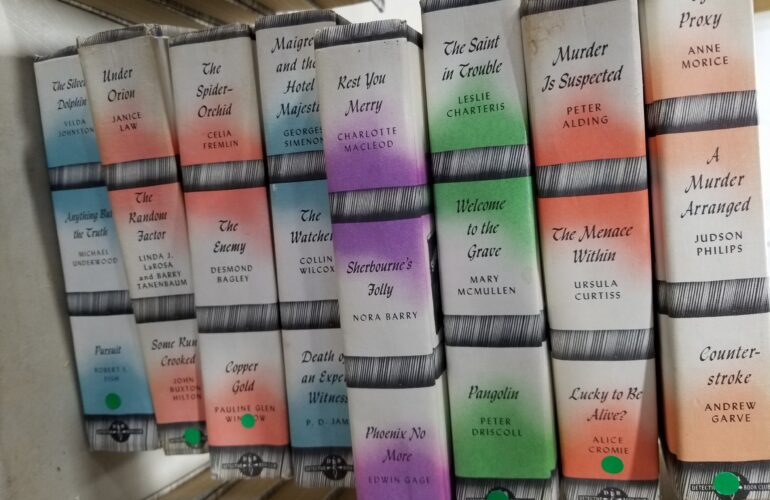 The Silver
Dolphin
VELDA
JOHNSTON
Anything But
the Truth
MICHAEL
UNDERWOOD
Pursuit
ROBERT L.
FISH
Under
Orion
JANICE
LAW
The
Random
Factor
LINDA J.
LaROSA
and BARRY
TANENBAUM
Some Run
Crooked
JOHN
BUXTON
HILTON
The
Spider-
Orchid
CELIA
FREMLIN
The
Enemy
DESMOND
BAGLEY
Copper
Gold
PAULINE GLEN
WINSLOW
Maigret
and the
Hotel
Majestic
GEORGES
SIMENON
The
Watcher
COLLIN
WILCOX
Death of
an Expert
Witness
P. D. JAMES
Rest You
Merry
CHARLOTTE
MACLEOD
Sherbourne's
Folly
NORA BARRY
Phoenix No
More
EDWIN GAGE
The Saint
in Trouble
LESLIE
CHARTERIS
Welcome
to the
Grave
MARY
MCMULLEN
Pangolin
PETER
DRISCOLL
Murder
Is Suspected
PETER
ALDING
The Menace
Within
URSULA
CURTISS
Lucky to Be
Alive?
ALICE
CROMIE
Proxy
ANNE
MORICE
A
Murder
Arranged
JUDSON
PHILIPS
Counter-
stroke
ANDREW
GARVE
BOOK CLUB